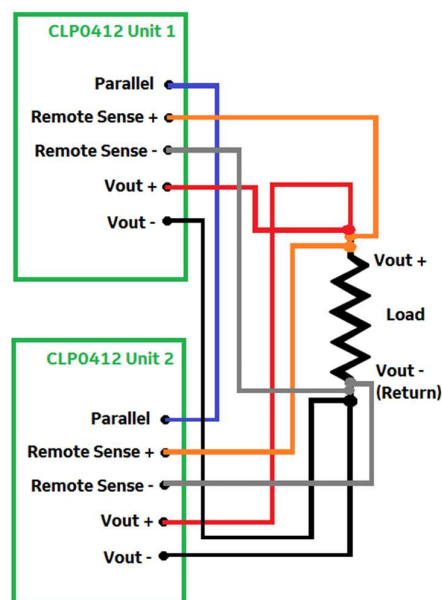 CLP0412 Unit 1
Parallel
Remote Sense +
Remote Sense -
Vout +
Vout -
Vout +
Load
Vout -
(Return)
CLP0412 Unit 2
Parallel
Remote Sense +
Remote Sense -
Vout +
Vout -